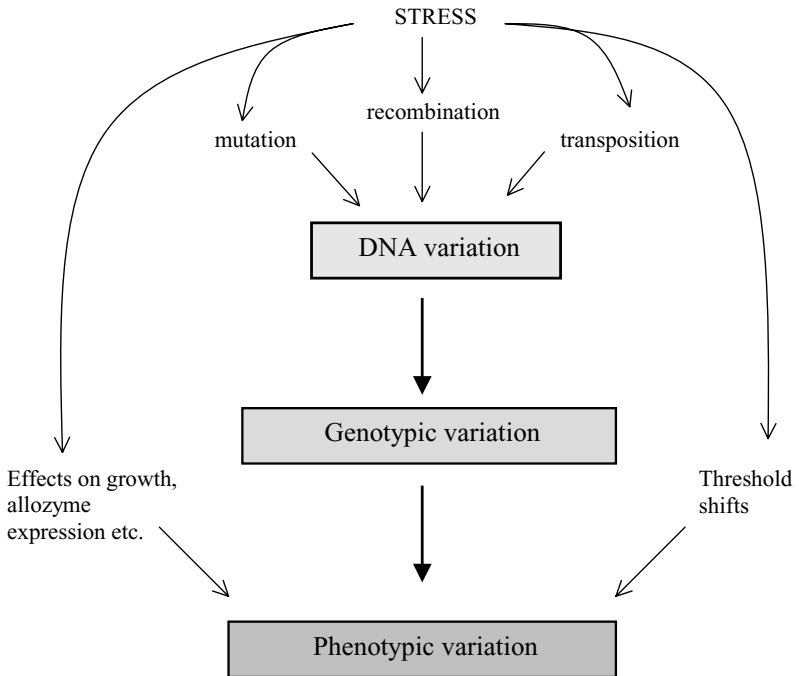 STRESS
recombination
mutation
transposition
DNA variation
Genotypic variation
Effects on growth,
allozyme
expression etc.
Threshold
shifts
Phenotypic variation